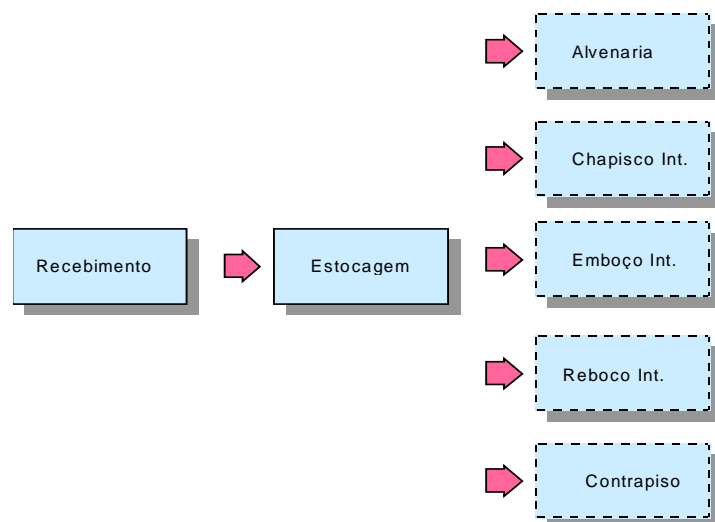 Alvenaria
Chapisco Int.
Recebimento
Estocagem
Emboço Int.
Reboco Int.
Contrapiso